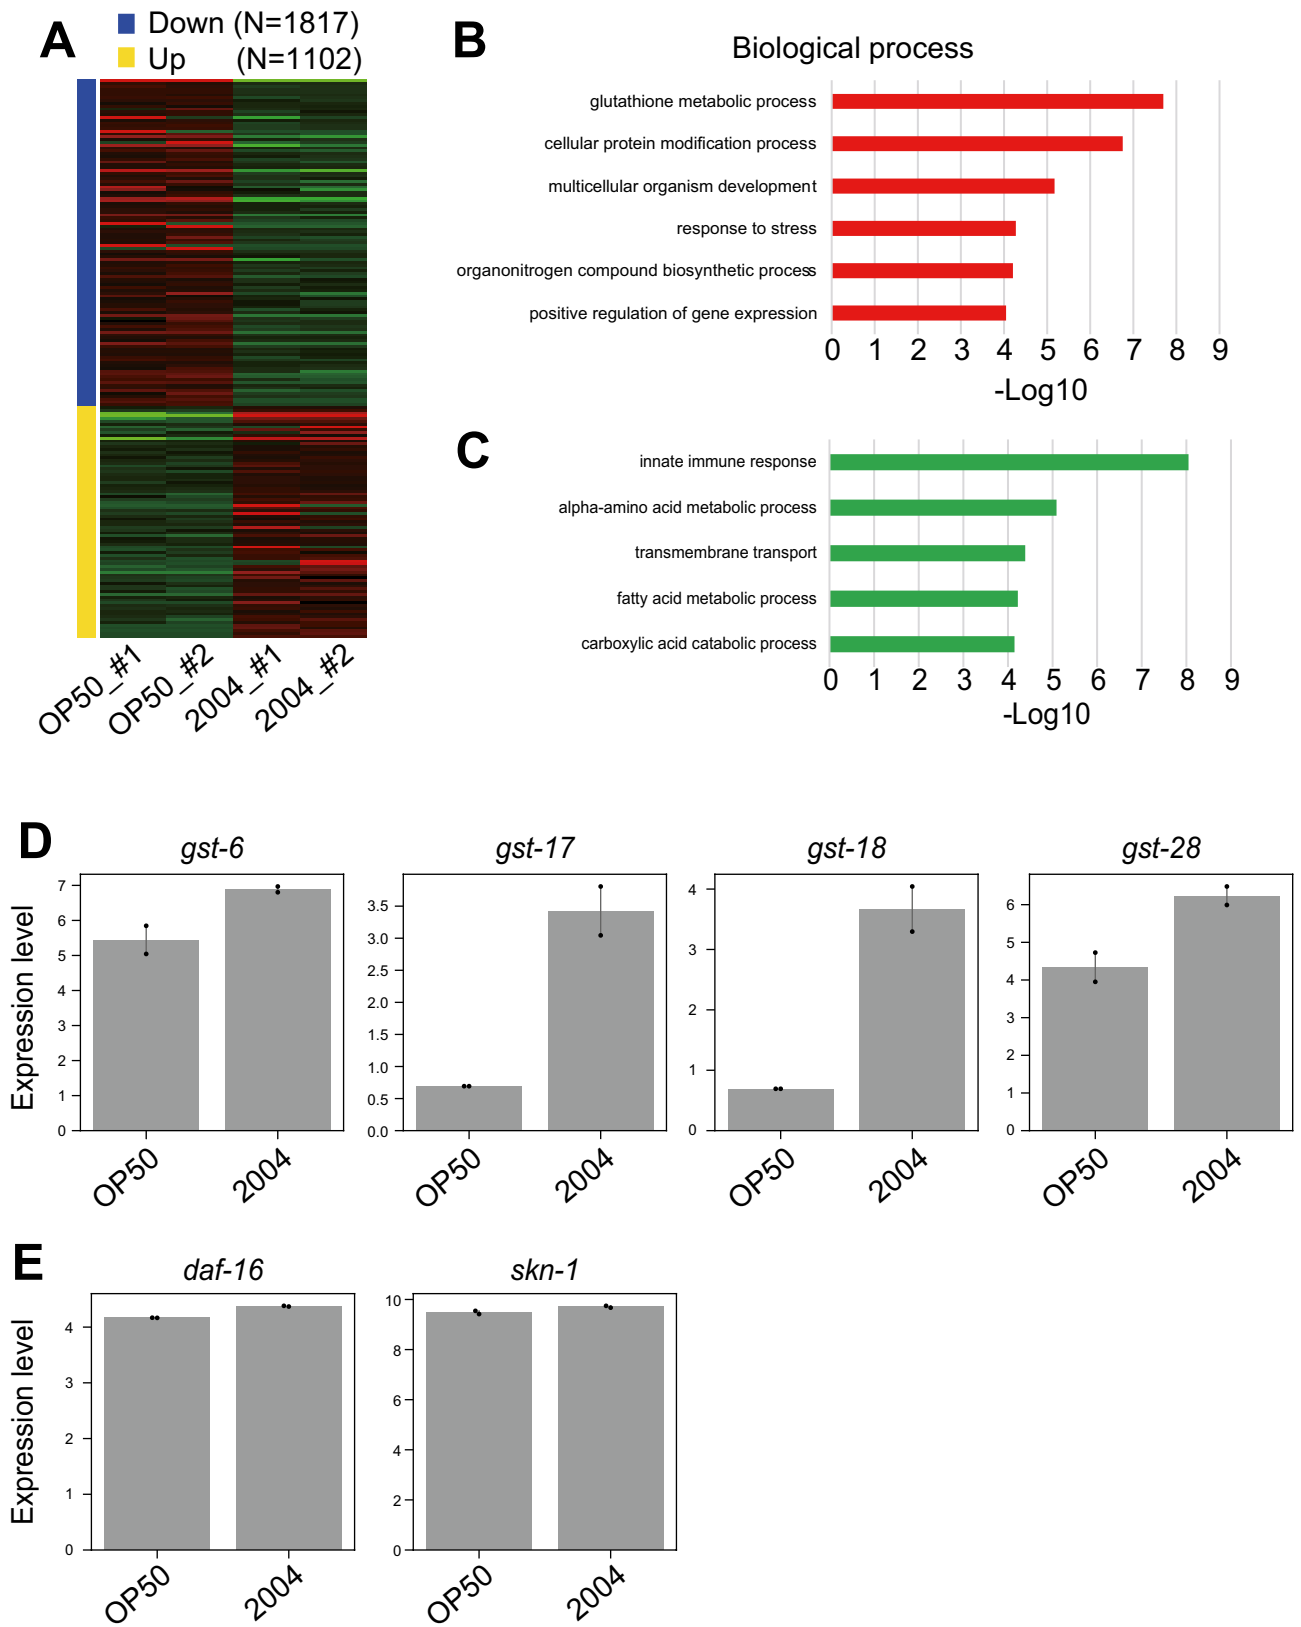 A
Down (N=1817)
Up (N=1102)
OP50_#1
OP50_#2
2004_#1
2004_#2
B
Biological process
glutathione metabolic process
cellular protein modification process
multicellular organism development
response to stress
organonitrogen compound biosynthetic process
positive regulation of gene expression
0 1 2 3 4 5 6 7 8 9
-Log10
C
innate immune response
alpha-amino acid metabolic process
transmembrane transport
fatty acid metabolic process
carboxylic acid catabolic process
0 1 2 3 4 5 6 7 8 9
-Log10
D
Expression level
gst-6
7
6
5
4
3
2
1
0
OP50
2004
gst-17
3.5
3.0
2.5
2.0
1.5
1.0
0.5
0.0
OP50
2004
gst-18
4
3
2
1
0
OP50
2004
gst-28
6
5
4
3
2
1
0
OP50
2004
E
Expression level
daf-16
4
3
2
1
0
OP50
2004
skn-1
10
8
6
4
2
0
OP50
2004